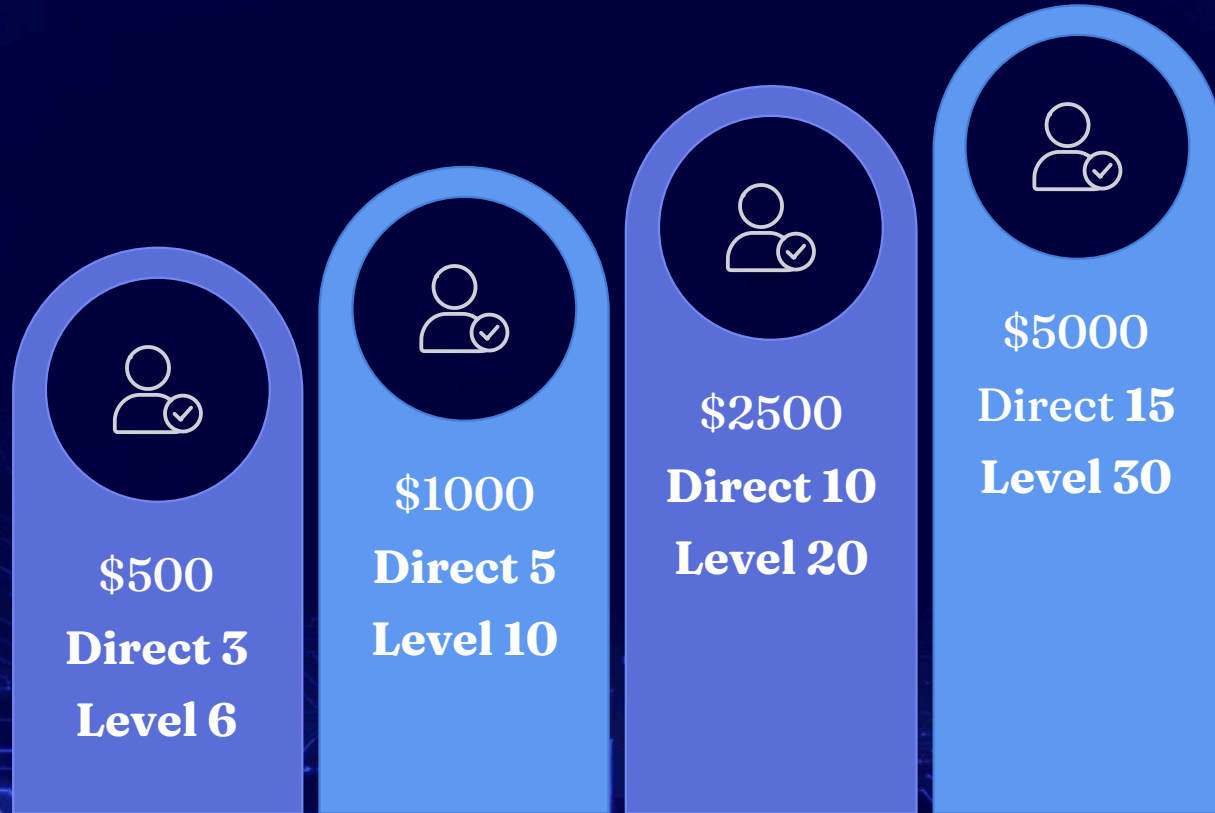 $500
Direct 3
Level 6
$1000
Direct 5
Level 10
$2500
Direct 10
Level 20
$5000
Direct 15
Level 30